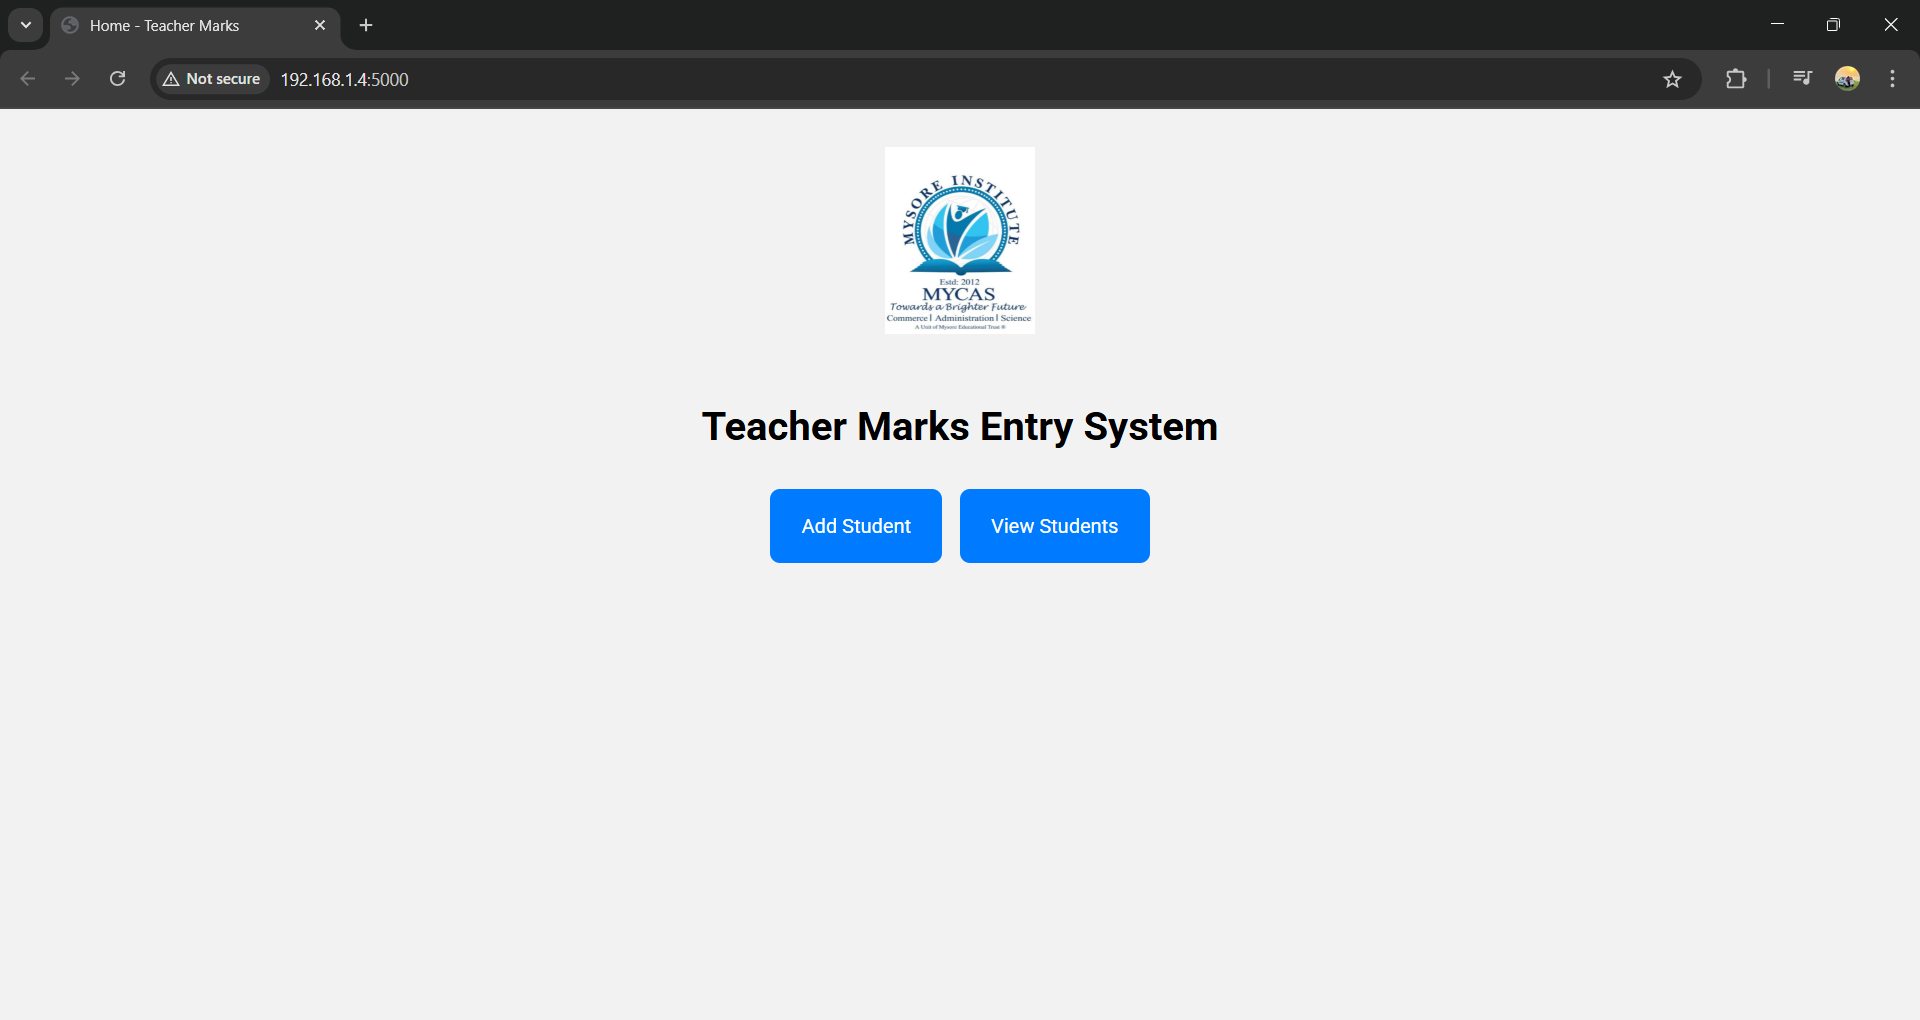 Home - Teacher Marks
Not secure
192.168.1.4:5000
MYSORE INSTITUTE
Estd: 2012
MYCAS
Towards a Brighter Future
Commerce | Administration | Science
A Unit of Mysore Educational Trust ®
Teacher Marks Entry System
Add Student
View Students